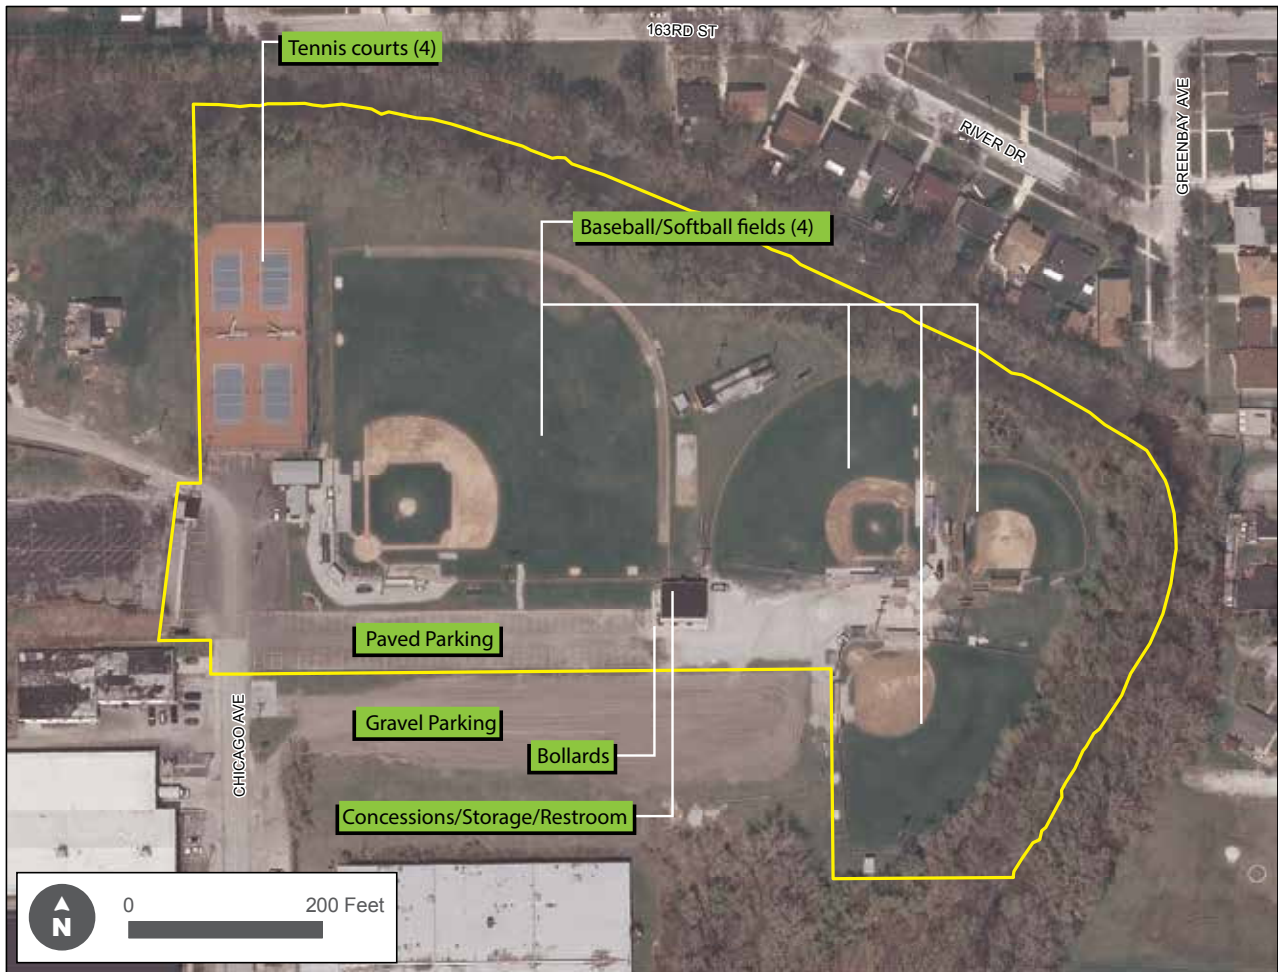 163RD ST
Tennis courts (4)
GREENBAY AVE
RIVER DR
Baseball/Softball fields (4)
Paved Parking
Gravel Parking
CHICAGO AVE
Bollards
Concessions/Storage/Restroom
0 200 Feet
N